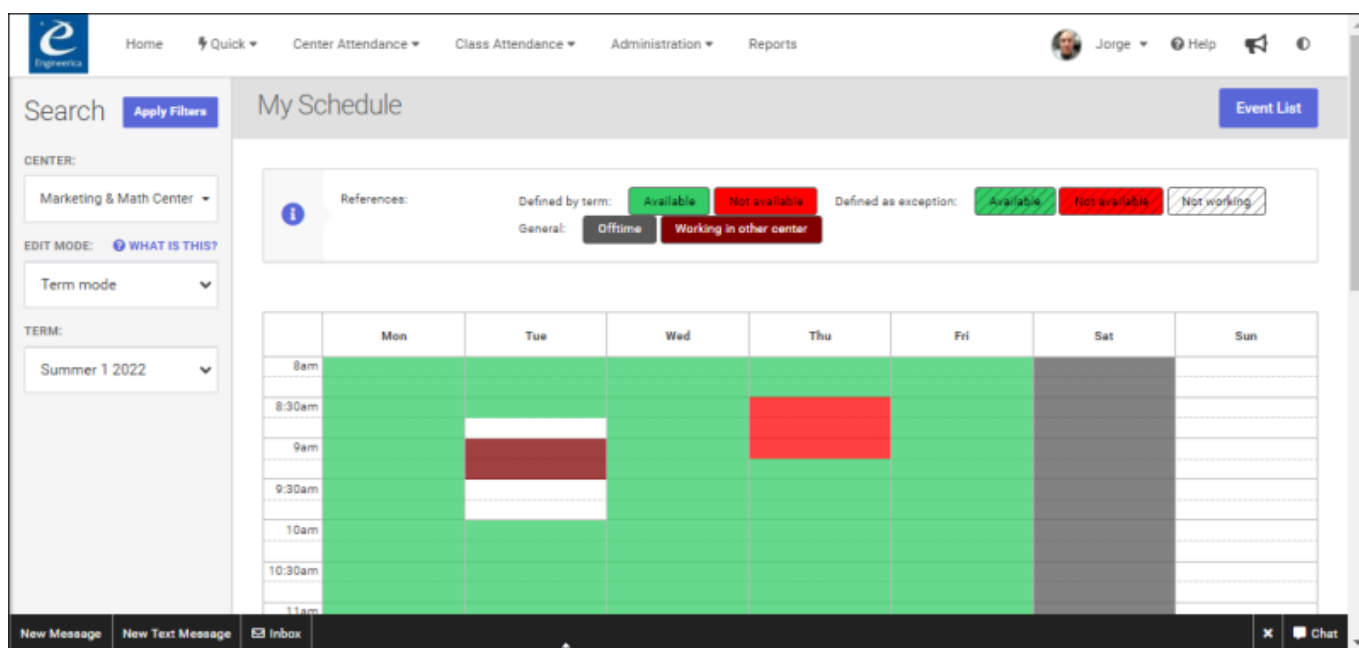 e
Engineerica
Home Quick Center Attendance Class Attendance Administration Reports Jorge Help
Search Apply Filters
My Schedule
Event List
CENTER:
Marketing & Math Center
EDIT MODE: WHAT IS THIS?
Term mode
TERM:
Summer 1 2022
References: Defined by term: Available Not available Defined as exception: Available Not available Not working
General: Offtime Working in other center
Mon Tue Wed Thu Fri Sat Sun
8am
8:30am
9am
9:30am
10am
10:30am
11am
New Message New Text Message Inbox x Chat